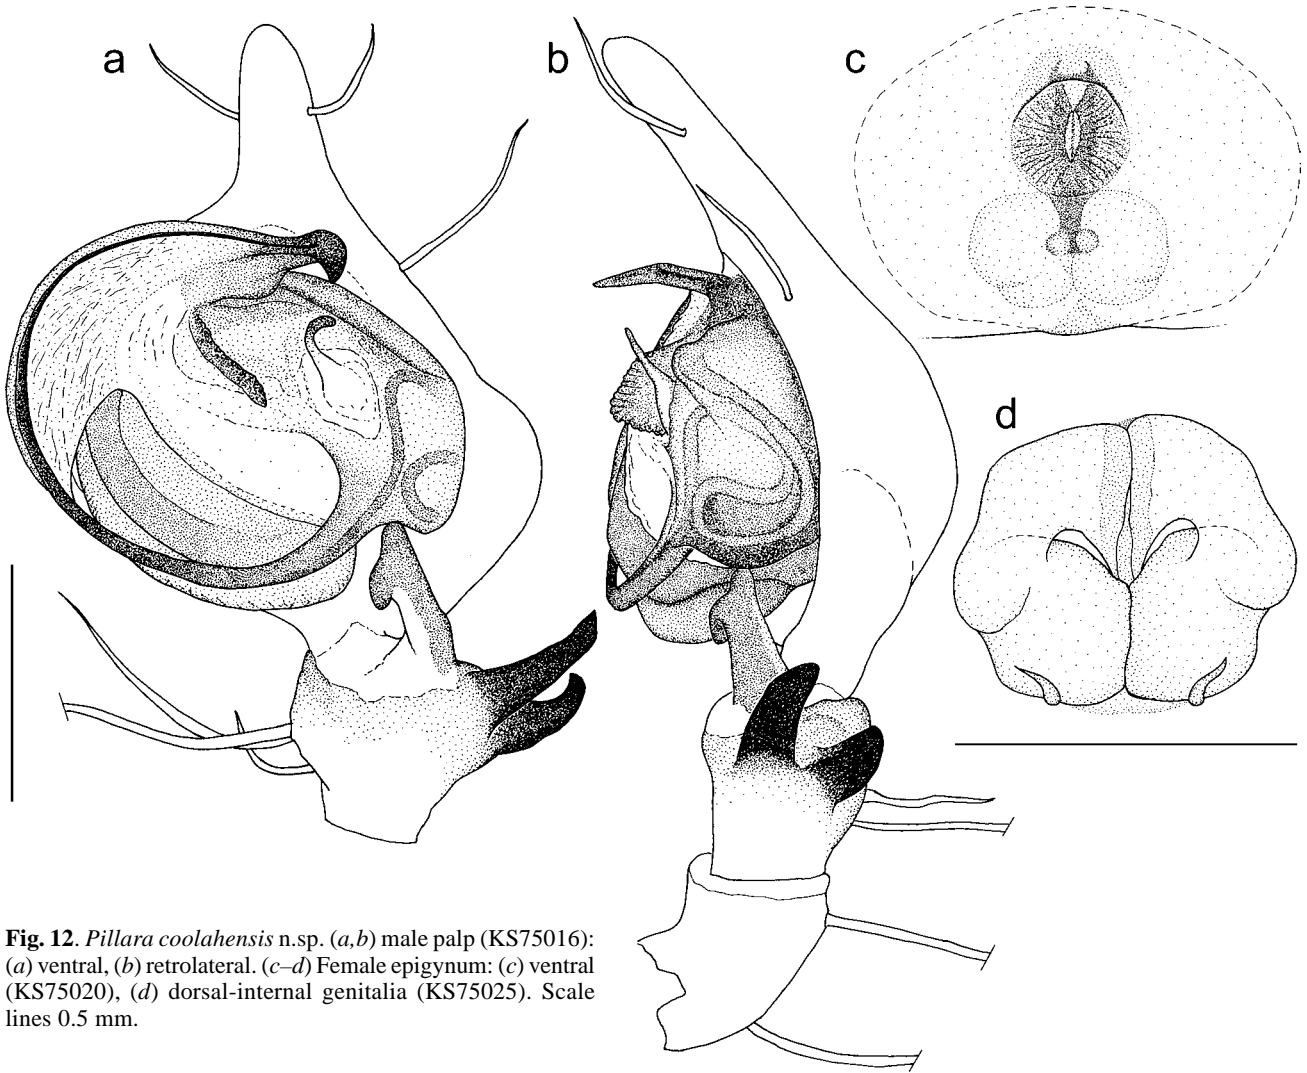 a
b
c
d
Fig. 12. Pillara coolahensis n.sp. (a,b) male palp (KS75016):
(a) ventral, (b) retrolateral. (c–d) Female epigynum: (c) ventral
(KS75020), (d) dorsal-internal genitalia (KS75025). Scale
lines 0.5 mm.